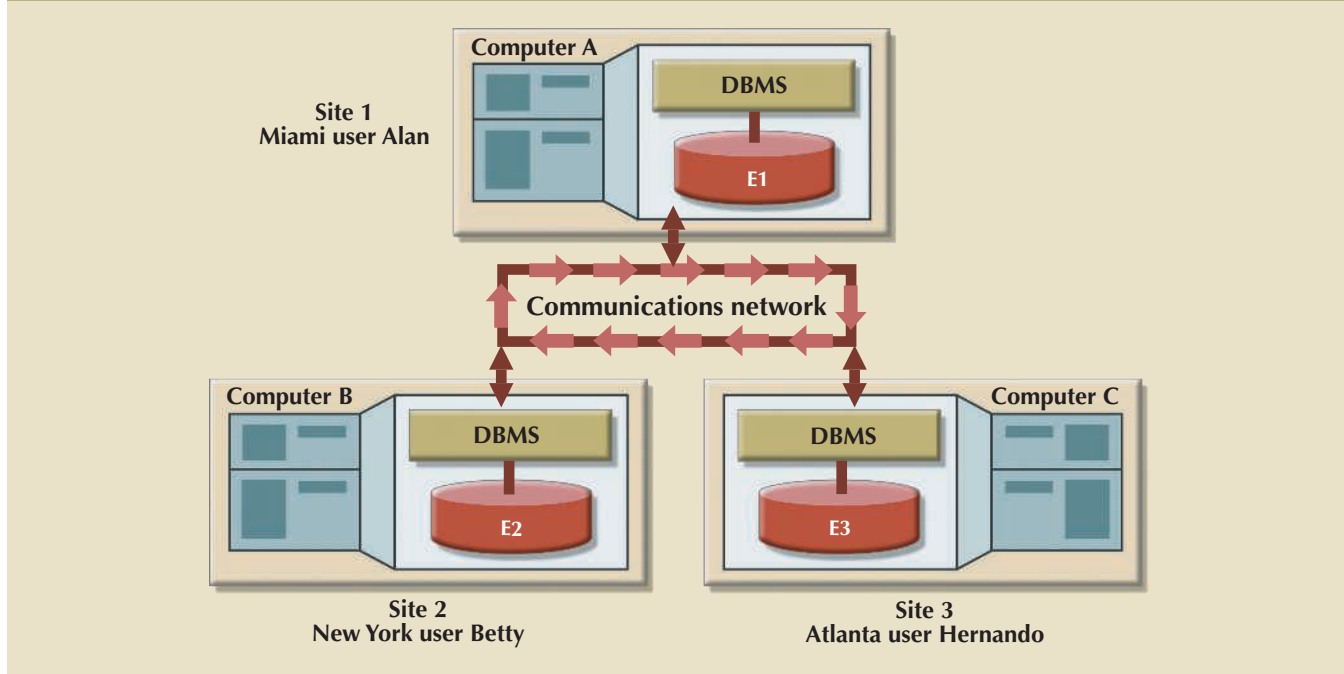 Computer A
DBMS
E1
Site 1
Miami user Alan
Communications network
Computer B
DBMS
E2
Site 2
New York user Betty
Computer C
DBMS
E3
Site 3
Atlanta user Hernando